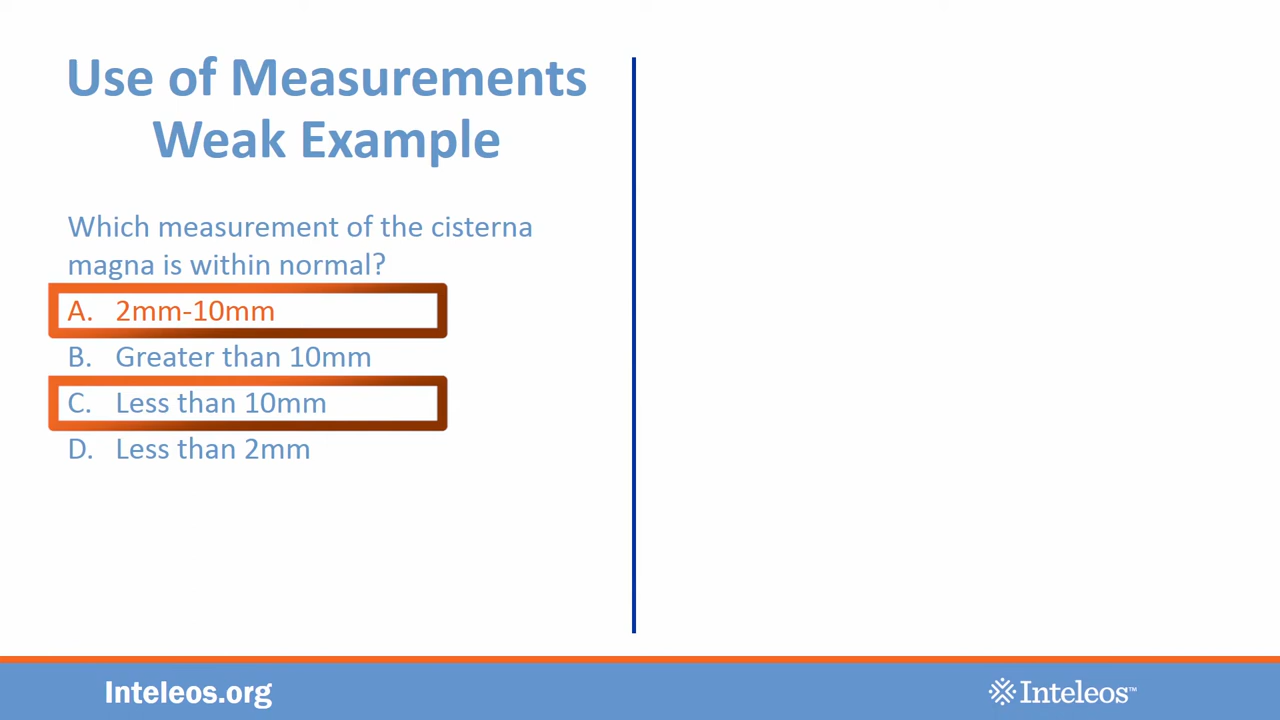 Use of Measurements
Weak Example
Which measurement of the cisterna
magna is within normal?
A. 2mm-10mm
B. Greater than 10mm
C. Less than 10mm
D. Less than 2mm
Inteleos.org
Inteleos™